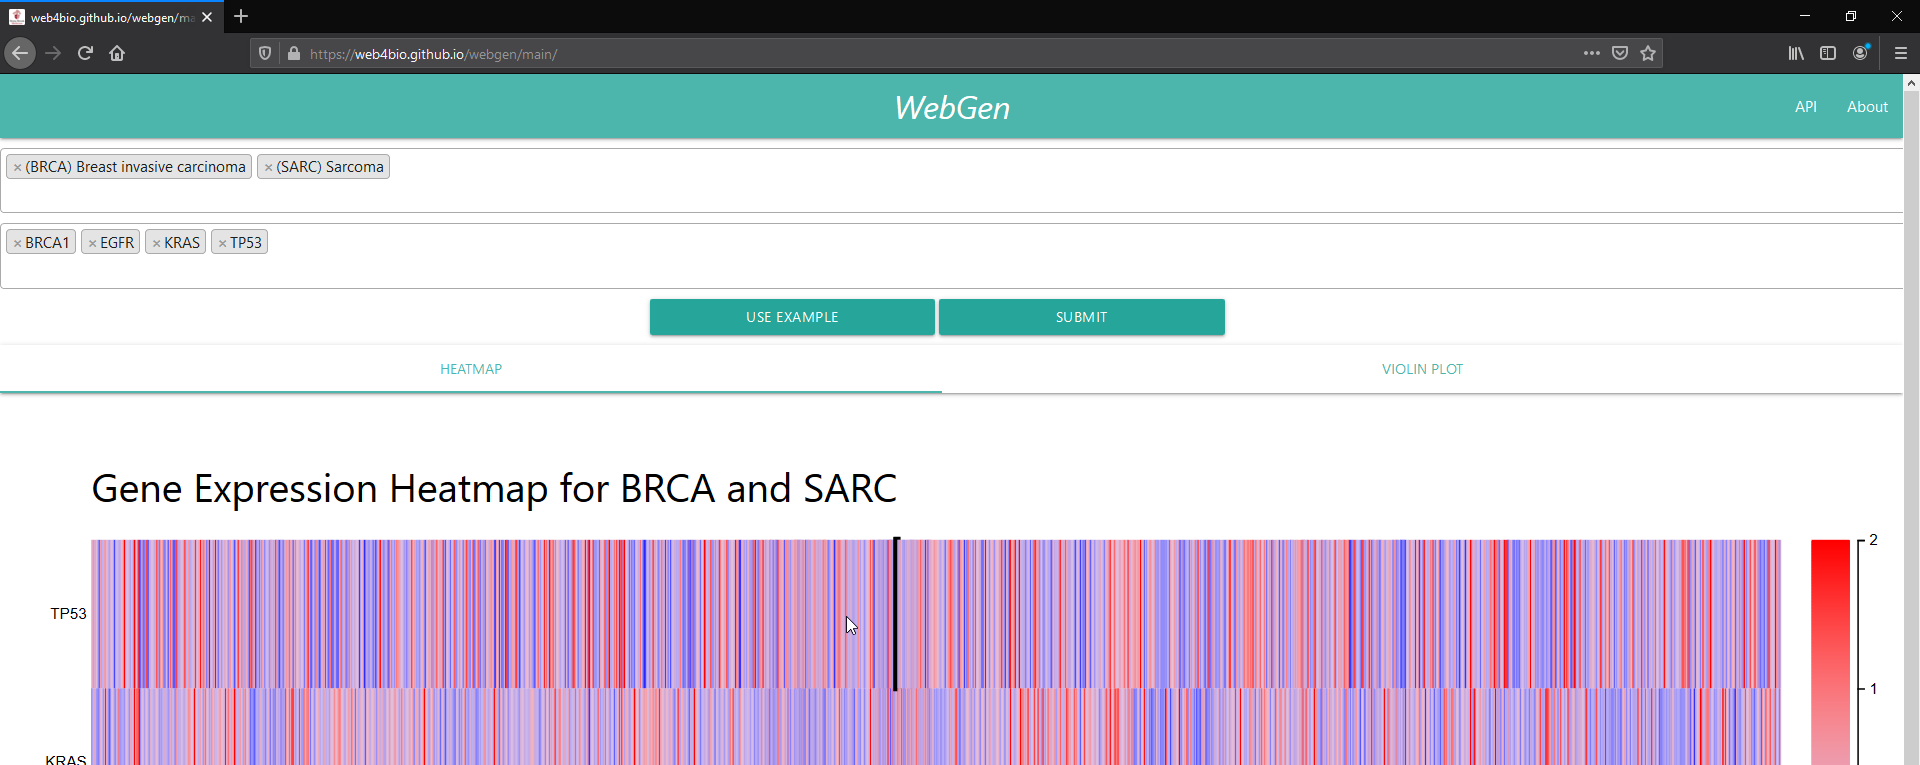 web4bio.github.io/webgen/ma
https://web4bio.github.io/webgen/main/
WebGen
API
About
×(BRCA) Breast invasive carcinoma ×(SARC) Sarcoma
×BRCA1 ×EGFR ×KRAS ×TP53
USE EXAMPLE
SUBMIT
HEATMAP
VIOLIN PLOT
Gene Expression Heatmap for BRCA and SARC
2
TP53
1
KRAS